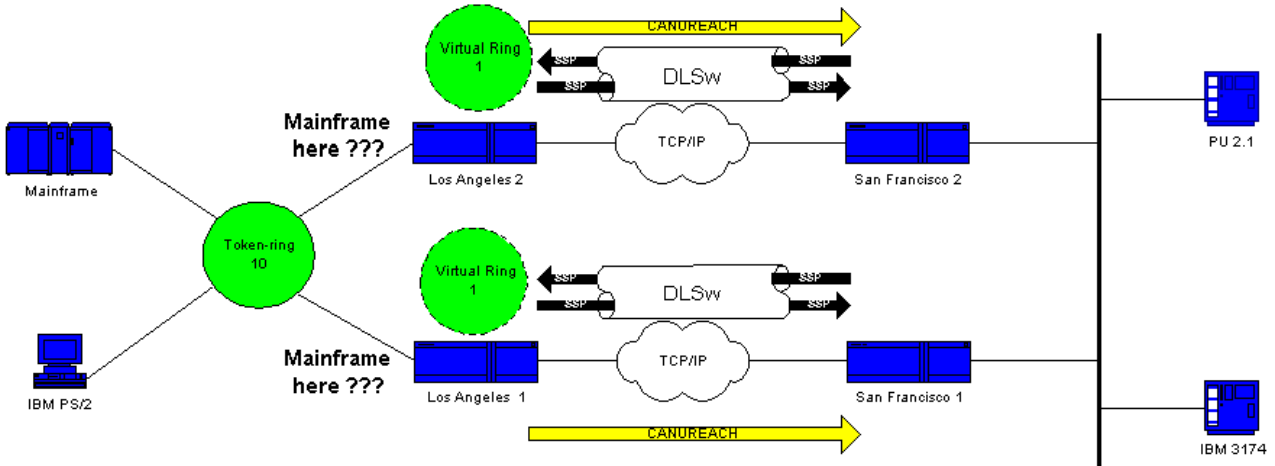 CANUREACH
Virtual Ring
1
SSP
SSP
DLSw
SSP
SSP
Mainframe
here ???
TCP/IP
Mainframe
Los Angeles 2
San Francisco 2
PU 2.1
Token-ring
10
Virtual Ring
1
SSP
SSP
DLSw
SSP
SSP
Mainframe
here ???
TCP/IP
IBM PS/2
Los Angeles 1
San Francisco 1
CANUREACH
IBM 3174